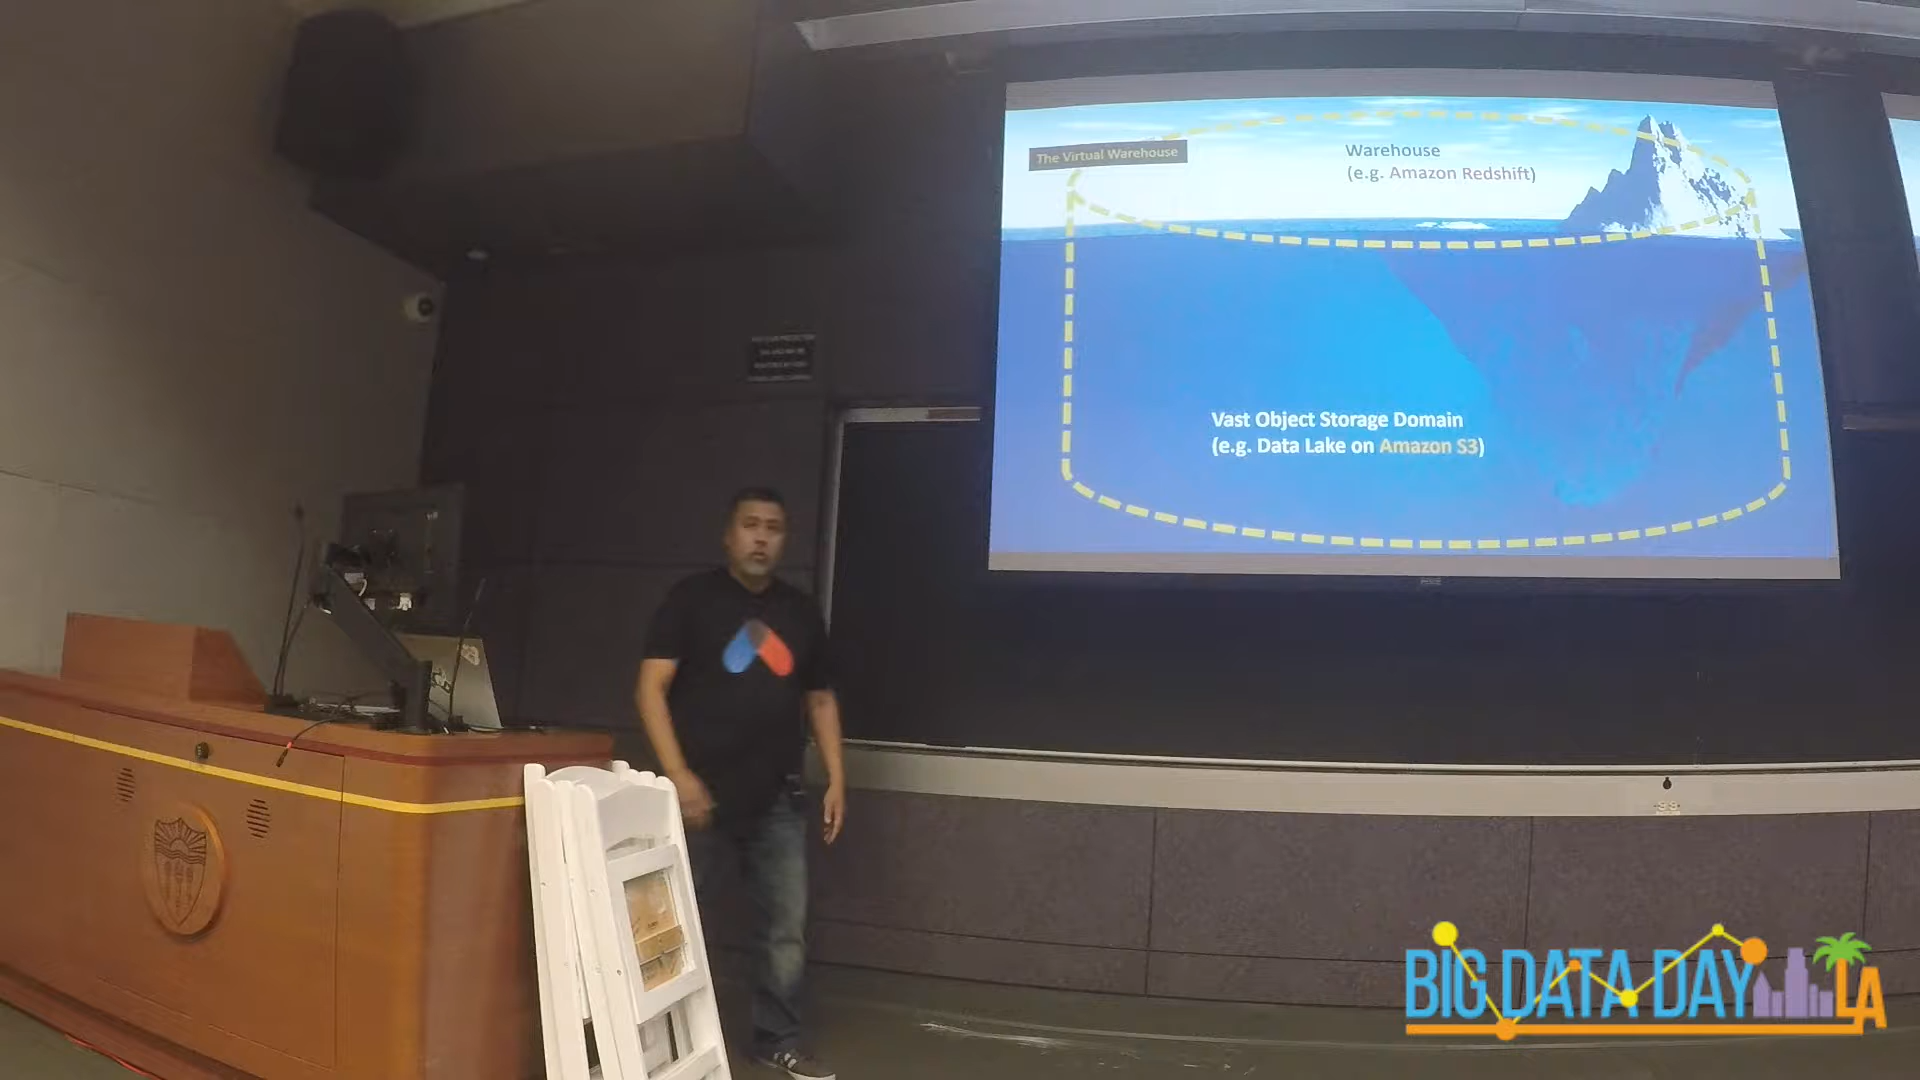 The Virtual Warehouse
Warehouse
(e.g. Amazon Redshift)
Vast Object Storage Domain
(e.g. Data Lake on Amazon S3)
BIG DATA DAY LA